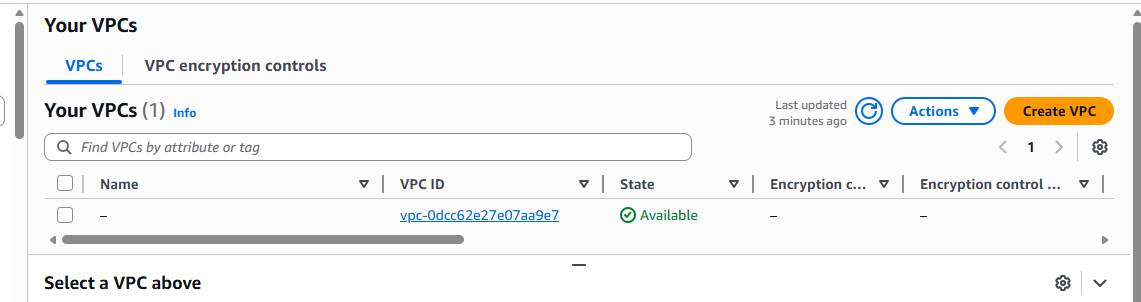 Your VPCs
VPCs
VPC encryption controls
Your VPCs (1) Info
Last updated
3 minutes ago
Actions
Create VPC
Find VPCs by attribute or tag
1
Name VPC ID State Encryption c... Encryption control ...
– vpc-0dcc62e27e07aa9e7 Available – –
Select a VPC above